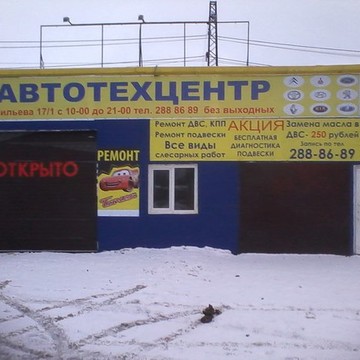 АВТОТЕХЦЕНТР
ильева 17/1 с 10-00 до 21-00 тел. 288 86 89 без выходных
Ремонт ДВС, КПП
Ремонт подвески
Все виды
слесарных работ
АКЦИЯ
БЕСПЛАТНАЯ
ДИАГНОСТИКА
ПОДВЕСКИ
Замена масла в
ДВС- 250 рублей
Запись по тел
288-86-89
РЕМОНТ
ОТКРЫТО